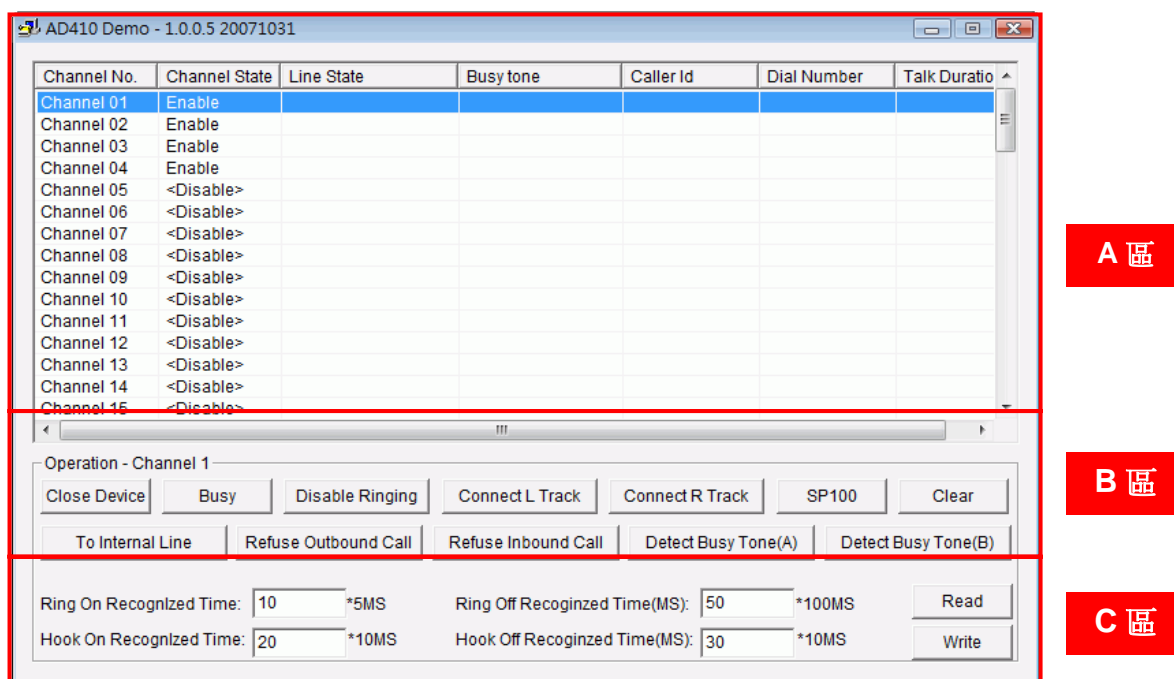 AD410 Demo - 1.0.0.5 20071031
Channel No. Channel State Line State Busy tone Caller Id Dial Number Talk Duratio
Channel 01 Enable
Channel 02 Enable
Channel 03 Enable
Channel 04 Enable
Channel 05 <Disable>
Channel 06 <Disable>
Channel 07 <Disable>
Channel 08 <Disable>
Channel 09 <Disable>
Channel 10 <Disable>
Channel 11 <Disable>
Channel 12 <Disable>
Channel 13 <Disable>
Channel 14 <Disable>
Channel 15 <Disable>
A 區
Operation - Channel 1
Close Device Busy Disable Ringing Connect L Track Connect R Track SP100 Clear
To Internal Line Refuse Outbound Call Refuse Inbound Call Detect Busy Tone(A) Detect Busy Tone(B)
B 區
Ring On RecognIzed Time: 10 *5MS Ring Off Recoginzed Time(MS): 50 *100MS Read
Hook On RecognIzed Time: 20 *10MS Hook Off Recoginzed Time(MS): 30 *10MS Write
C 區